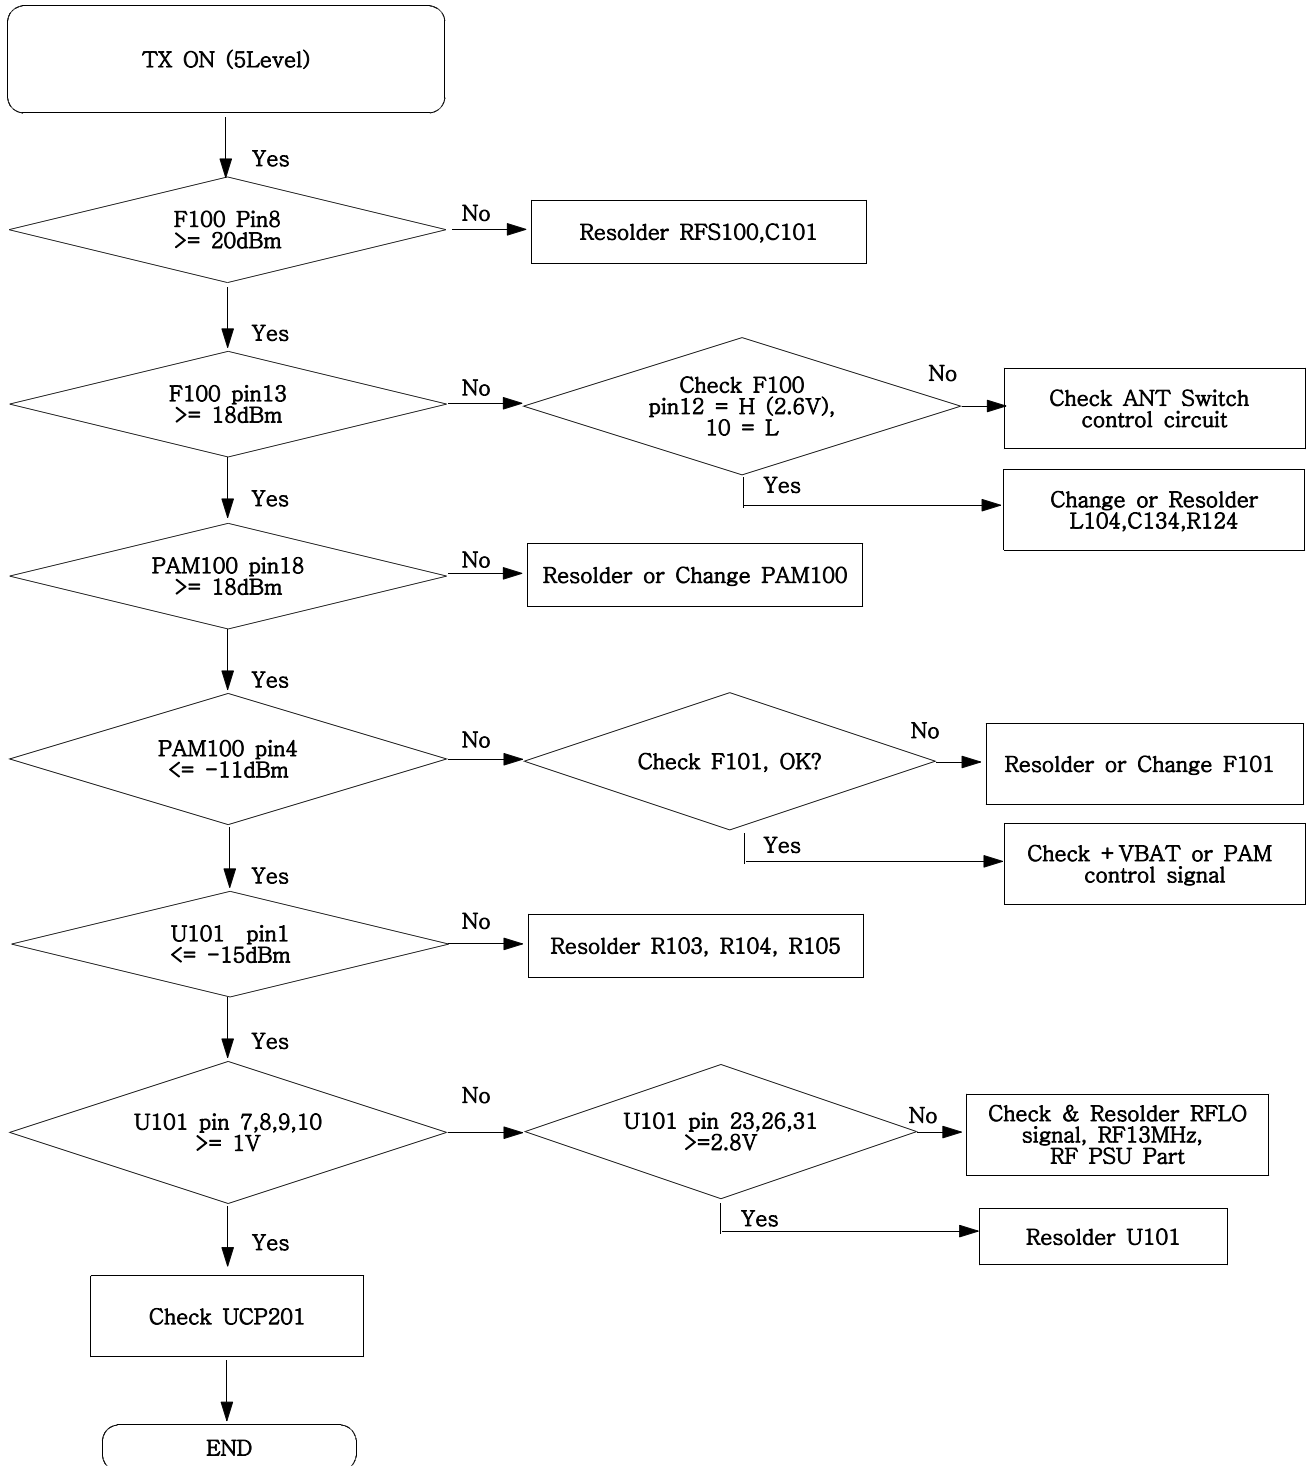 TX ON (5Level)
Yes
F100 Pin8
>= 20dBm
No
Resolder RFS100,C101
Yes
F100 pin13
>= 18dBm
No
Check F100
pin12 = H (2.6V),
10 = L
No
Check ANT Switch
control circuit
Yes
Change or Resolder
L104,C134,R124
Yes
PAM100 pin18
>= 18dBm
No
Resolder or Change PAM100
Yes
PAM100 pin4
<= -11dBm
No
Check F101, OK?
No
Resolder or Change F101
Yes
Check +VBAT or PAM
control signal
Yes
U101 pin1
<= -15dBm
No
Resolder R103, R104, R105
Yes
U101 pin 7,8,9,10
>= 1V
No
U101 pin 23,26,31
>=2.8V
No
Check & Resolder RFLO
signal, RF13MHz,
RF PSU Part
Yes
Resolder U101
Yes
Check UCP201
END